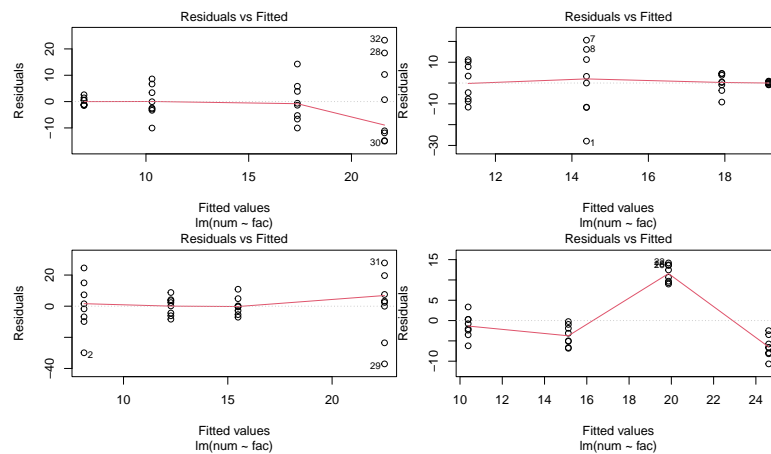 Residuals vs Fitted
Residuals
20
10
0
−10
32
28
30
10
15
20
Fitted values
lm(num ~ fac)
Residuals vs Fitted
Residuals
10
−10
−30
7
8
1
12
14
16
18
Fitted values
lm(num ~ fac)
Residuals vs Fitted
Residuals
20
0
−40
31
2
29
10
15
20
Fitted values
lm(num ~ fac)
Residuals vs Fitted
Residuals
15
5
0
−10
10
12
14
16
18
20
22
24
Fitted values
lm(num ~ fac)